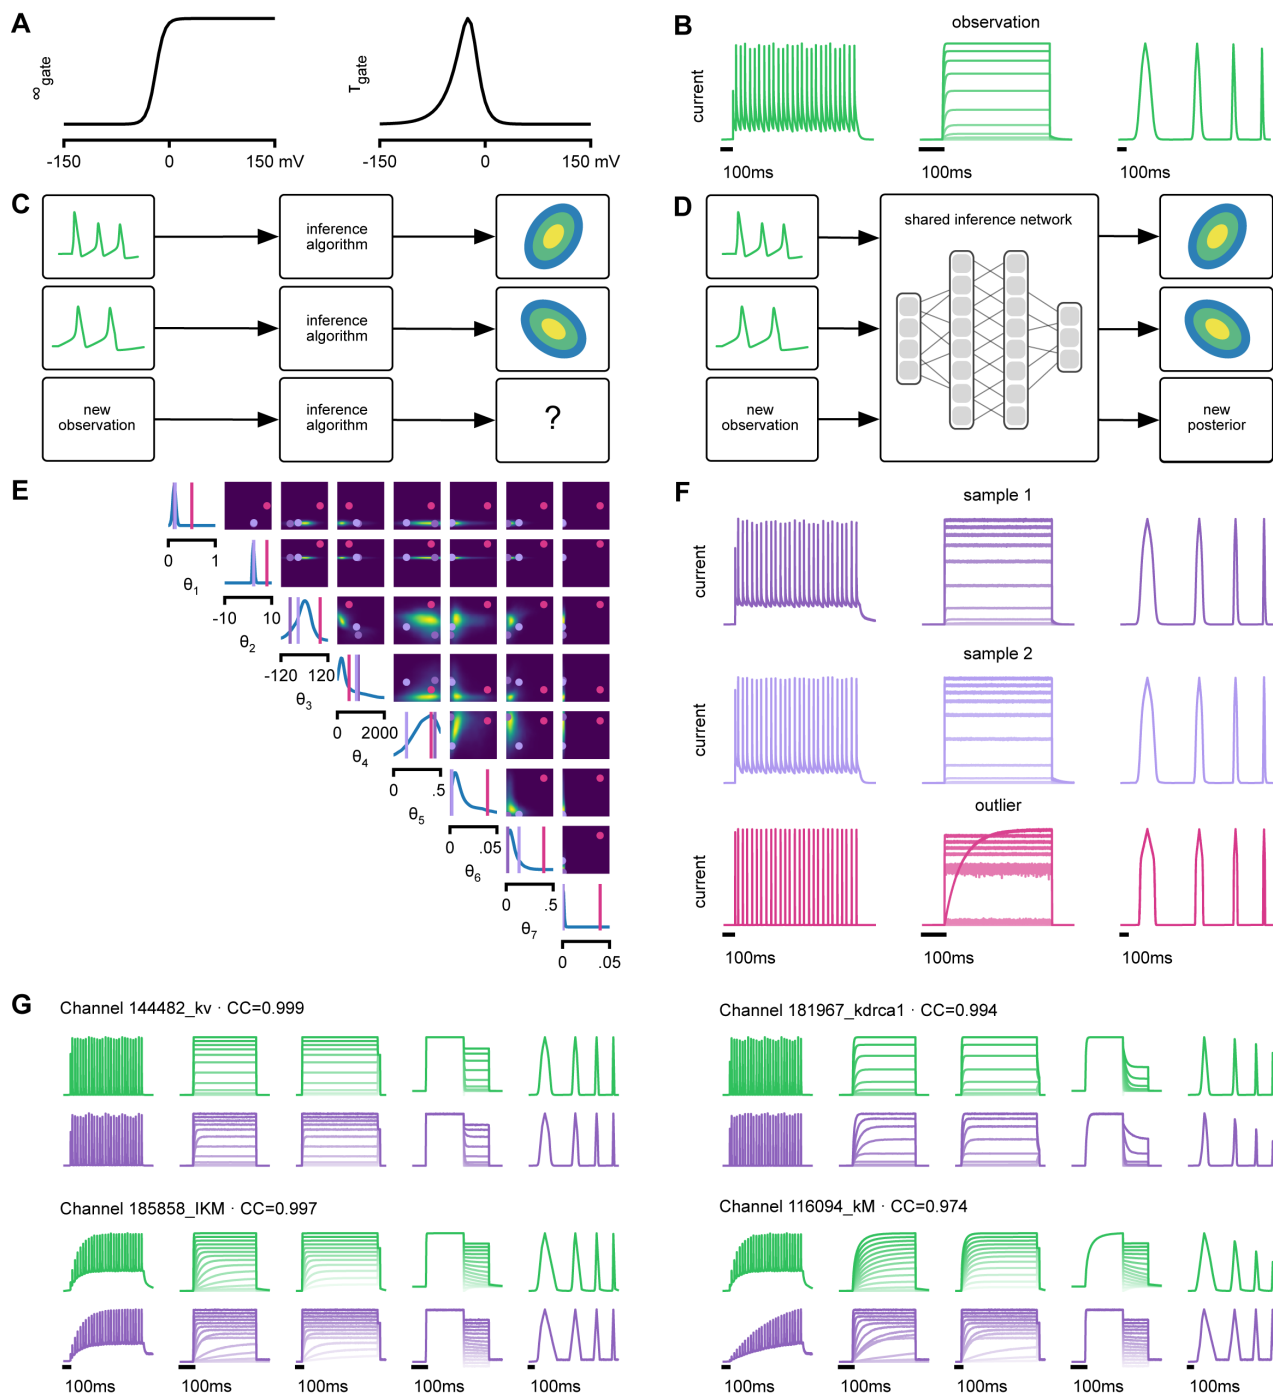 A
∞gate
-150 0 150 mV
τgate
-150 0 150 mV
B
observation
current
100ms 100ms 100ms
C
inference
algorithm
inference
algorithm
new
observation
inference
algorithm
?
D
shared inference network
new
observation
new
posterior
E
0 1
θ1
-10 10
θ2
-120 120
θ3
0 2000
θ4
0 .5
θ5
0 .05
θ6
0 .5
θ7
0 .05
F
sample 1
current
sample 2
current
outlier
current
100ms 100ms 100ms
G
Channel 144482_kv · CC=0.999
Channel 181967_kdrca1 · CC=0.994
Channel 185858_IKM · CC=0.997
Channel 116094_kM · CC=0.974
100ms 100ms 100ms 100ms 100ms
100ms 100ms 100ms 100ms 100ms